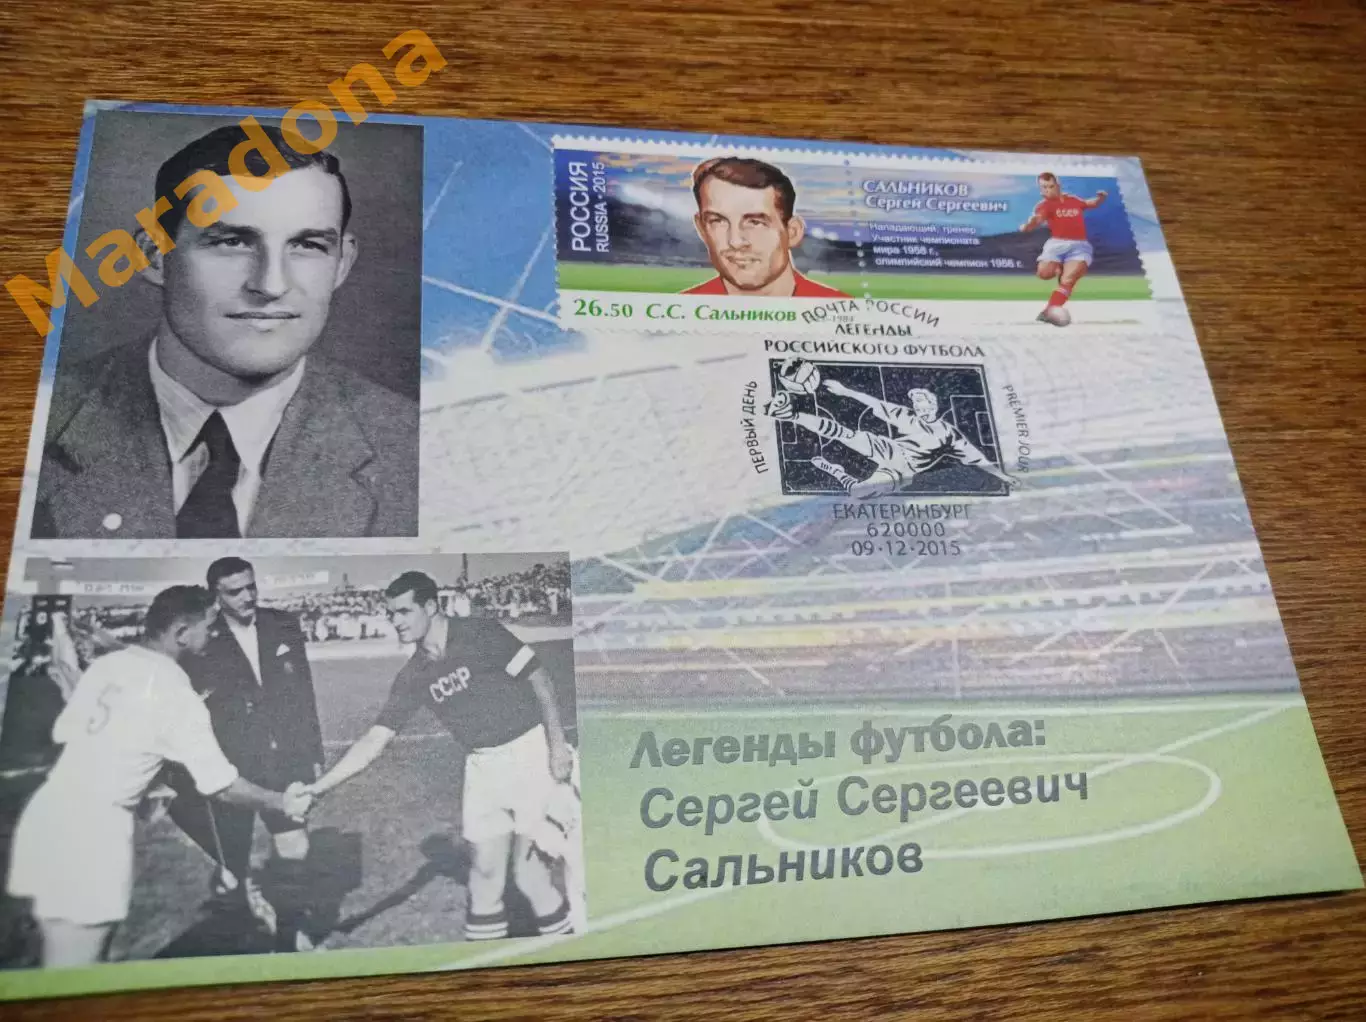 Maradona
РОССИЯ
RUSSIA • 2015
САЛЬНИКОВ
Сергей Сергеевич
Нападающий, тренер
Участник чемпионата
мира 1958 г.,
олимпийский чемпион 1956 г.
СССР
26.50 С.С. Сальников
-1984
ПОЧТА РОССИИ
ЛЕГЕНДЫ
РОССИЙСКОГО ФУТБОЛА
ПЕРВЫЙ ДЕНЬ
PREMIER JOUR
ЕКАТЕРИНБУРГ
620000
09·12·2015
5
СССР
Легенды футбола:
Сергей Сергеевич
Сальников